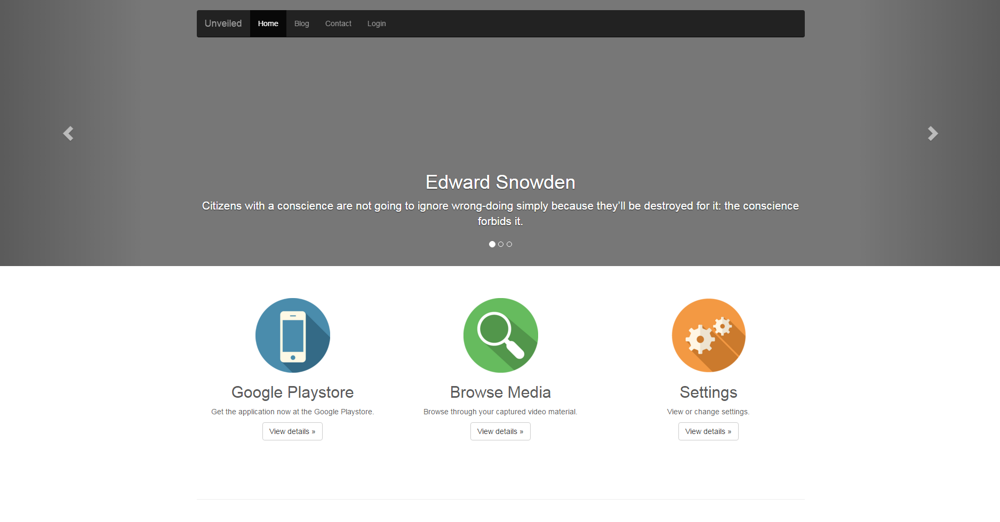 Unveiled Home Blog Contact Login
Edward Snowden
Citizens with a conscience are not going to ignore wrong-doing simply because they’ll be destroyed for it: the conscience
forbids it.
Google Playstore
Get the application now at the Google Playstore.
View details »
Browse Media
Browse through your captured video material.
View details »
Settings
View or change settings.
View details »